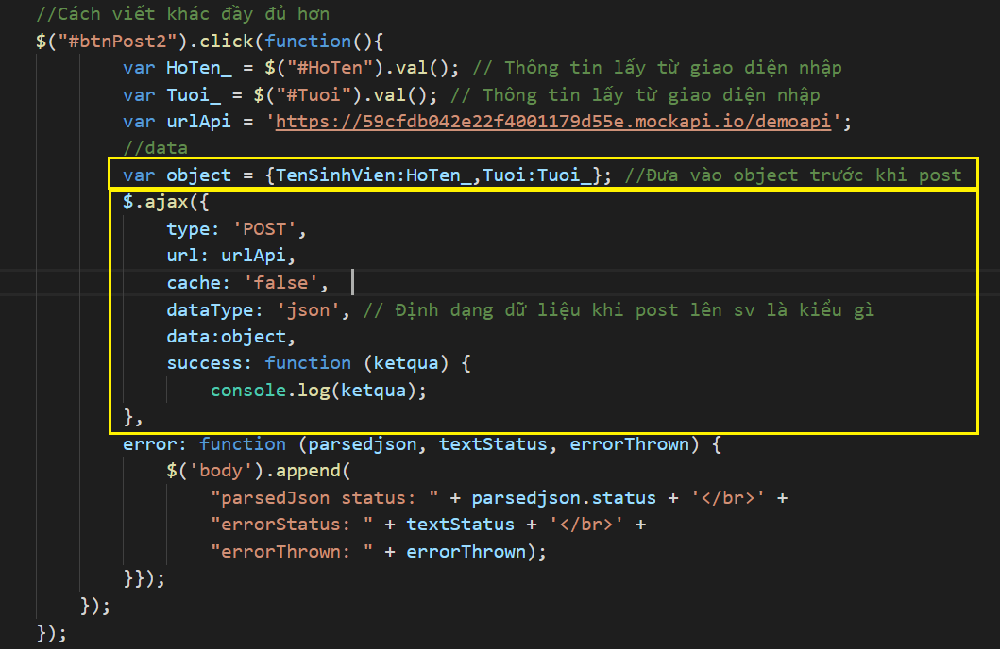 //Cách viết khác đầy đủ hơn
$("#btnPost2").click(function(){
var HoTen_ = $("#HoTen").val(); // Thông tin lấy từ giao diện nhập
var Tuoi_ = $("#Tuoi").val(); // Thông tin lấy từ giao diện nhập
var urlApi = 'https://59cfdb042e22f4001179d55e.mockapi.io/demoapi';
//data
var object = {TenSinhVien:HoTen_,Tuoi:Tuoi_}; //Đưa vào object trước khi post
$.ajax({
type: 'POST',
url: urlApi,
cache: 'false',
dataType: 'json', // Định dạng dữ liệu khi post lên sv là kiểu gì
data:object,
success: function (ketqua) {
console.log(ketqua);
},
error: function (parsedjson, textStatus, errorThrown) {
$('body').append(
"parsedJson status: " + parsedjson.status + '</br>' +
"errorStatus: " + textStatus + '</br>' +
"errorThrown: " + errorThrown);
}});
});
});